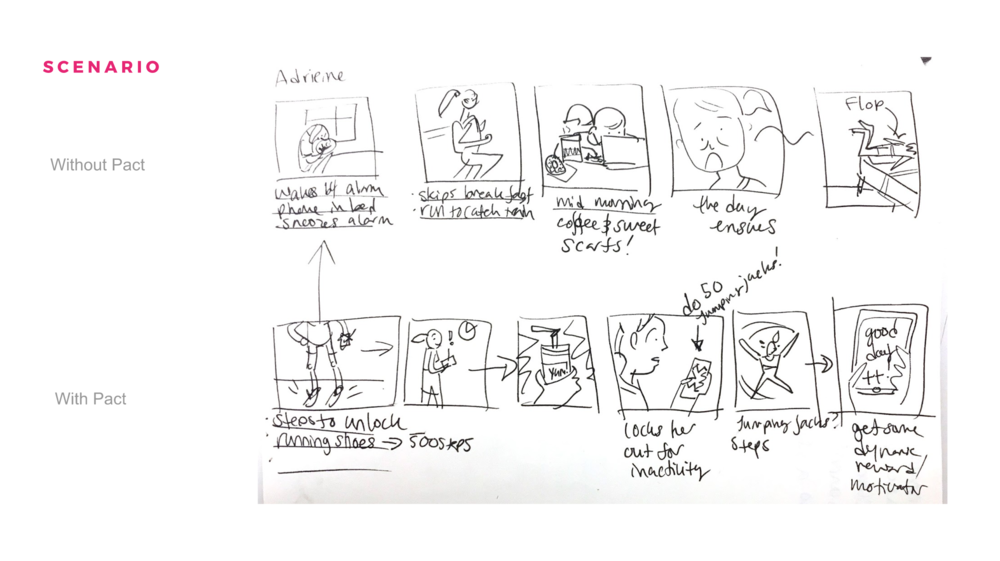 SCENARIO
Adrieine
Without Pact
wakes by alarm
phone in bed
snoozes alarm
· skips breakfast
· run to catch train
mid morning
coffee & sweet
scarfs!
the day
ensues
Flop
With Pact
· steps to unlock
· running shoes → 500 steps
!
Yum!
do 50
jumping jacks!
locks her
out for
inactivity
Jumping jacks?
steps
good
day!
get some
dynamic
reward/
motivator